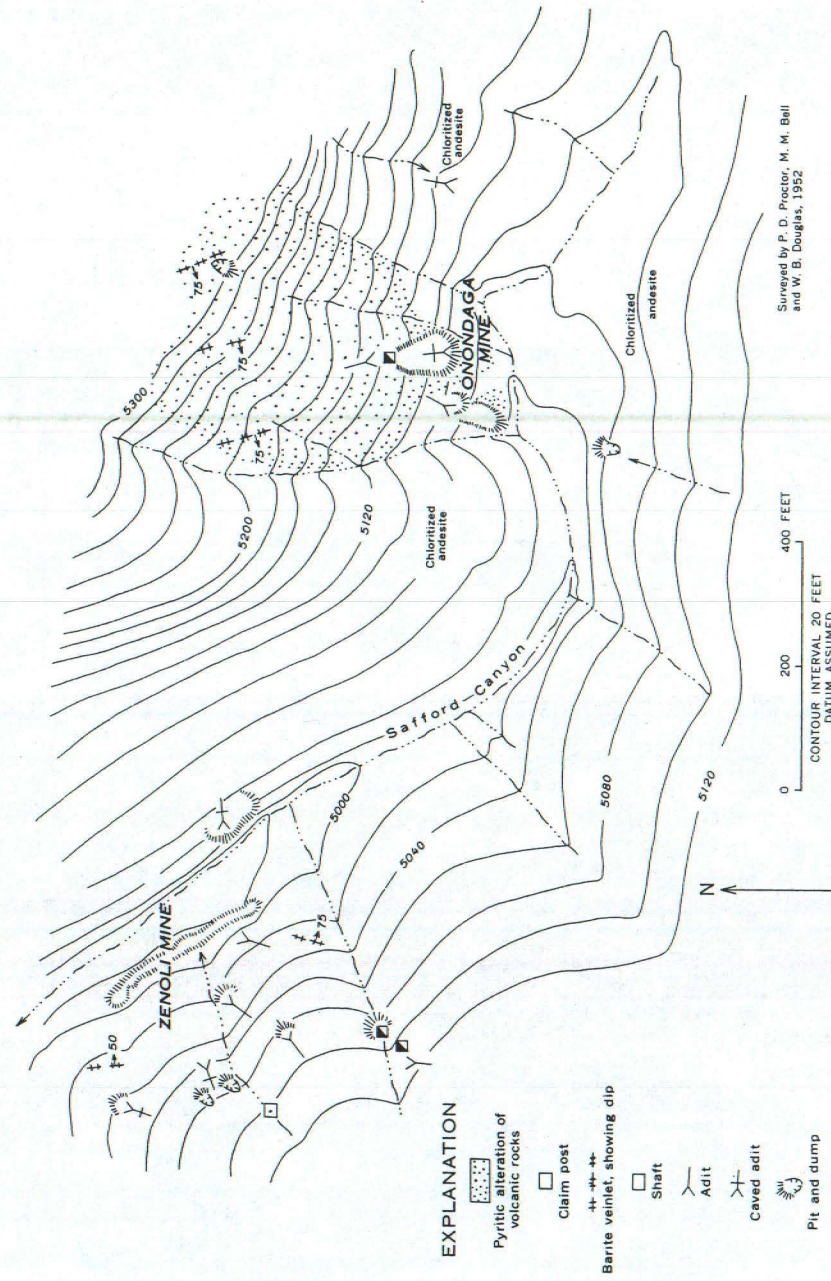 5300
75
75
75
5200
5120
Chloritized
andesite
Chloritized
andesite
ONONDAGA
MINE
Chloritized
andesite
Safford Canyon
ZENOLI MINE
50
75
5000
5040
5080
5120
N
EXPLANATION
Pyritic alteration of
volcanic rocks
Claim post
Barite veinlet, showing dip
Shaft
Adit
Caved adit
Pit and dump
0 200 400 FEET
CONTOUR INTERVAL 20 FEET
DATUM ASSUMED
Surveyed by P. D. Proctor, M. M. Bell
and W. B. Douglas, 1952